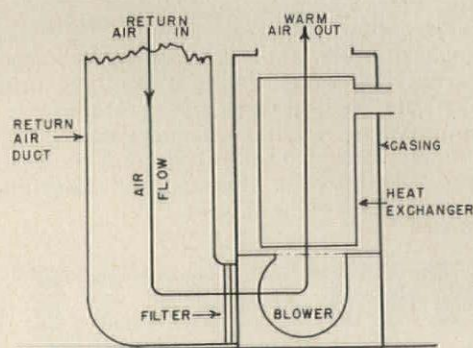 RETURN
AIR IN
WARM
AIR OUT
RETURN
AIR
DUCT
AIR
FLOW
CASING
HEAT
EXCHANGER
FILTER
BLOWER